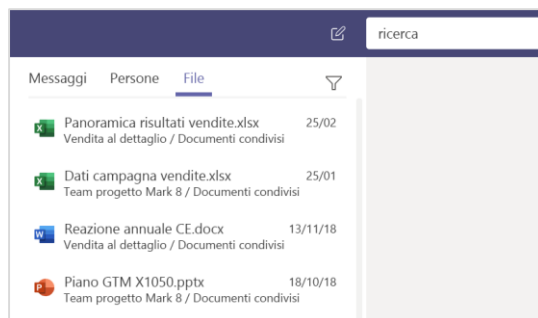 ricerca
Messaggi Persone File
Panoramica risultati vendite.xlsx 25/02
Vendita al dettaglio / Documenti condivisi
Dati campagna vendite.xlsx 25/01
Team progetto Mark 8 / Documenti condivisi
Reazione annuale CE.docx 13/11/18
Vendita al dettaglio / Documenti condivisi
Piano GTM X1050.pptx 18/10/18
Team progetto Mark 8 / Documenti condivisi